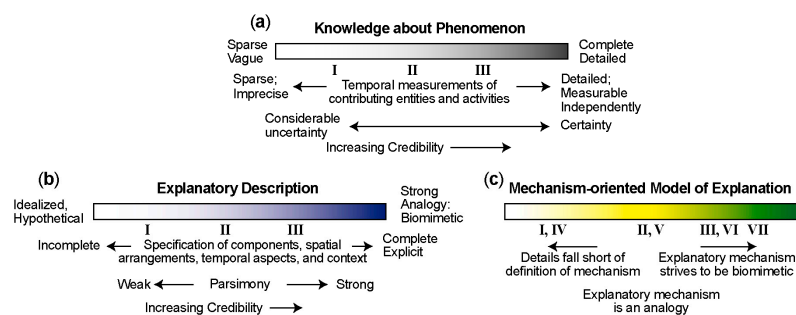 (a)
Knowledge about Phenomenon
Sparse
Vague
Complete
Detailed
I II III
Sparse;
Imprecise
Temporal measurements of
contributing entities and activities
Detailed;
Measurable
Independently
Considerable
uncertainty
Certainty
Increasing Credibility
(b)
Explanatory Description
Idealized,
Hypothetical
Strong
Analogy:
Biomimetic
I II III
Incomplete
Specification of components, spatial
arrangements, temporal aspects, and context
Complete
Explicit
Weak Parsimony Strong
Increasing Credibility
(c)
Mechanism-oriented Model of Explanation
I, IV II, V III, VI VII
Details fall short of
definition of mechanism
Explanatory mechanism
strives to be biomimetic
Explanatory mechanism
is an analogy